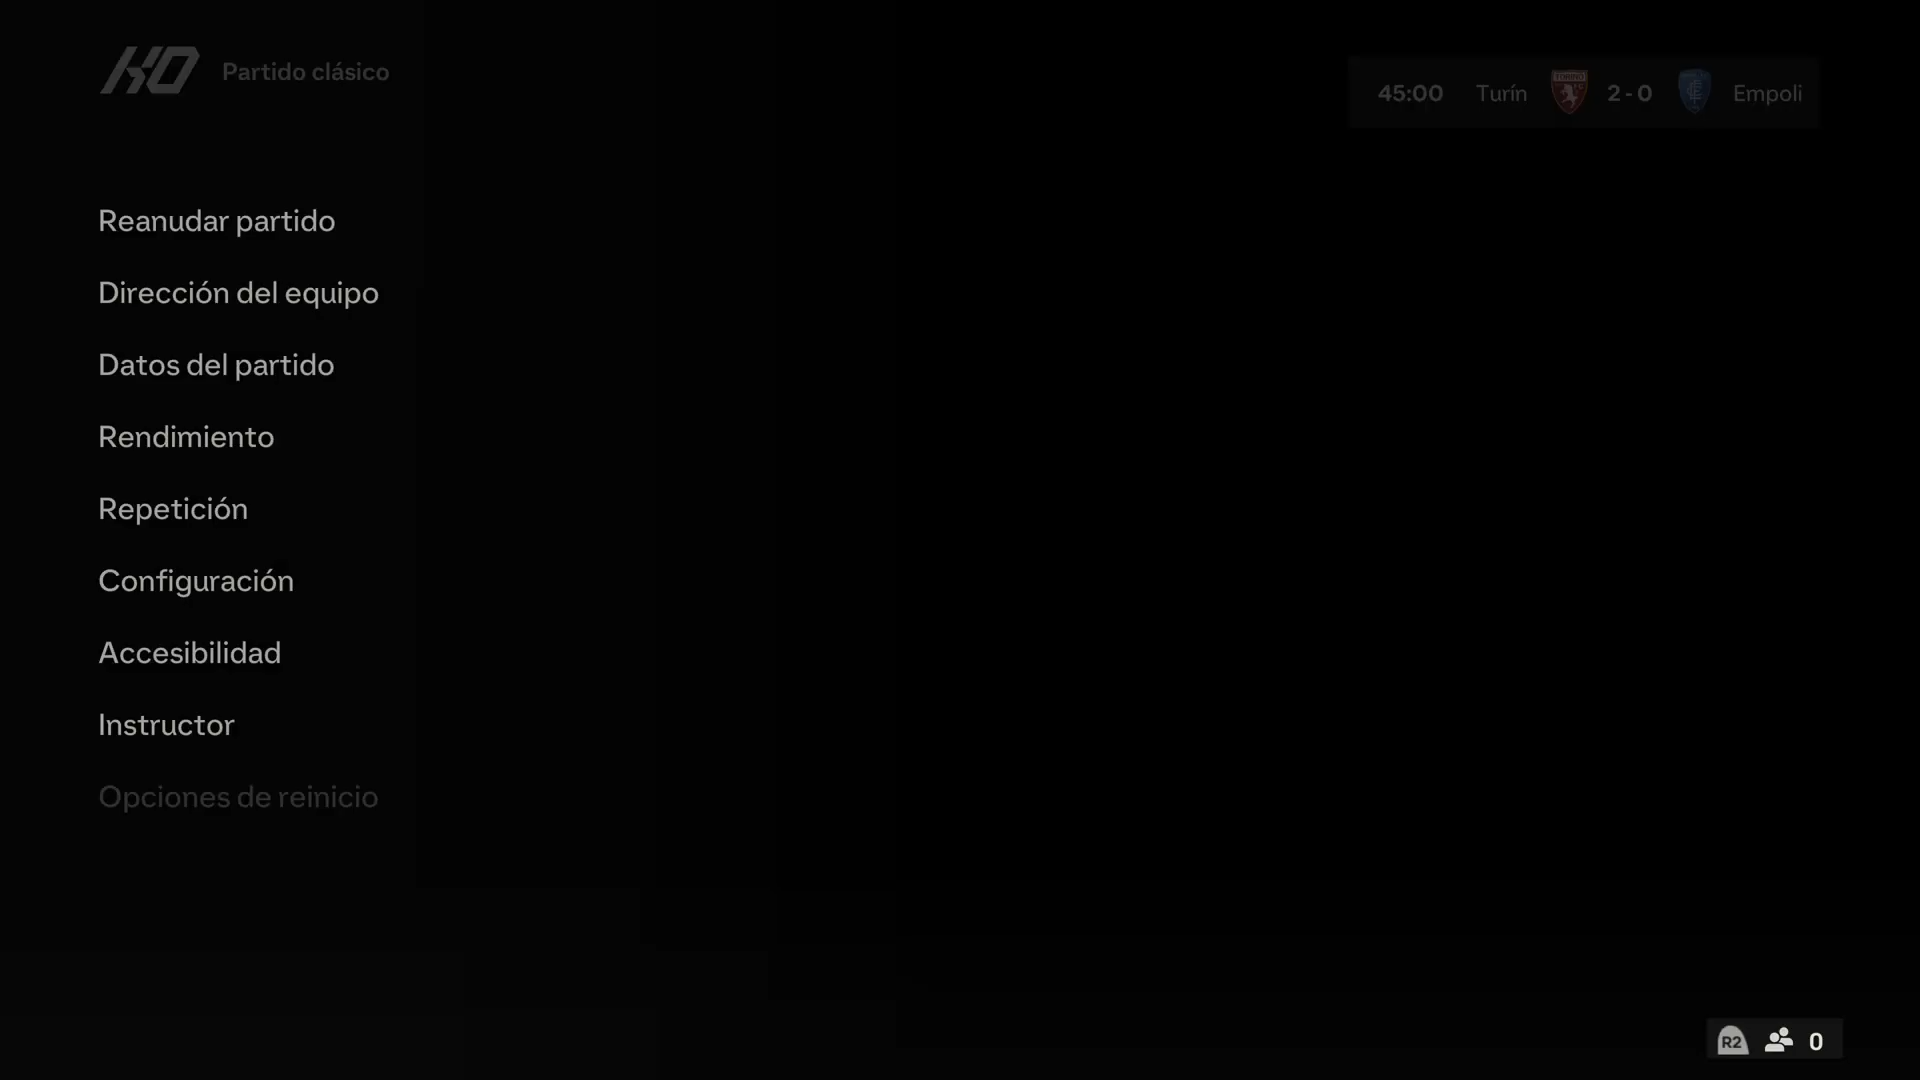 KO Partido clásico
45:00 Turín 2 - 0 Empoli
Reanudar partido
Dirección del equipo
Datos del partido
Rendimiento
Repetición
Configuración
Accesibilidad
Instructor
Opciones de reinicio
R2 0